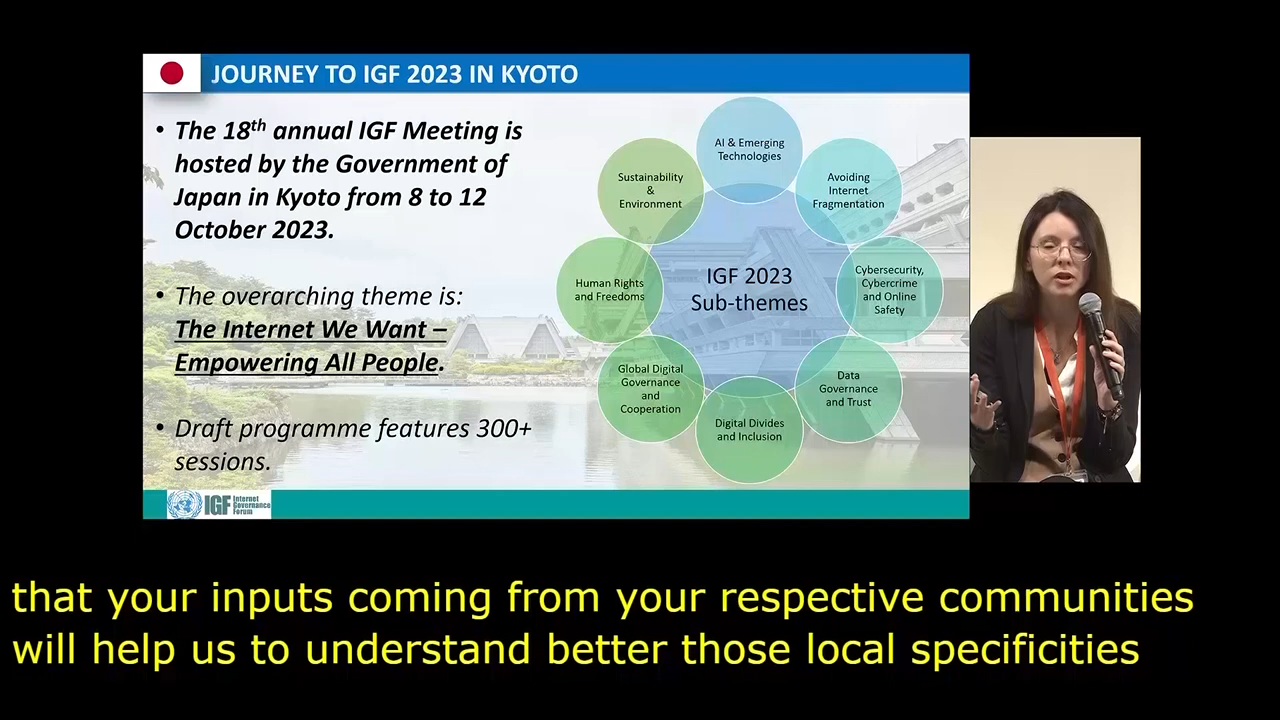 JOURNEY TO IGF 2023 IN KYOTO
• The 18th annual IGF Meeting is
hosted by the Government of
Japan in Kyoto from 8 to 12
October 2023.
• The overarching theme is:
The Internet We Want –
Empowering All People.
• Draft programme features 300+
sessions.
IGF 2023
Sub-themes
AI & Emerging
Technologies
Avoiding
Internet
Fragmentation
Cybersecurity,
Cybercrime
and Online
Safety
Data
Governance
and Trust
Digital Divides
and Inclusion
Global Digital
Governance
and
Cooperation
Human Rights
and Freedoms
Sustainability
&
Environment
IGF
Internet
Governance
Forum
that your inputs coming from your respective communities
will help us to understand better those local specificities